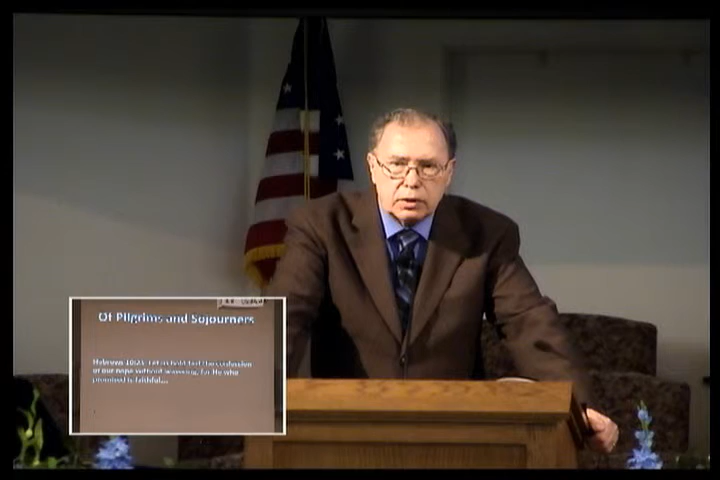 Of Pilgrims and Sojourners
Hebrews 10:23: Let us hold fast the confession
of our hope without wavering, for He who
promised is faithful...